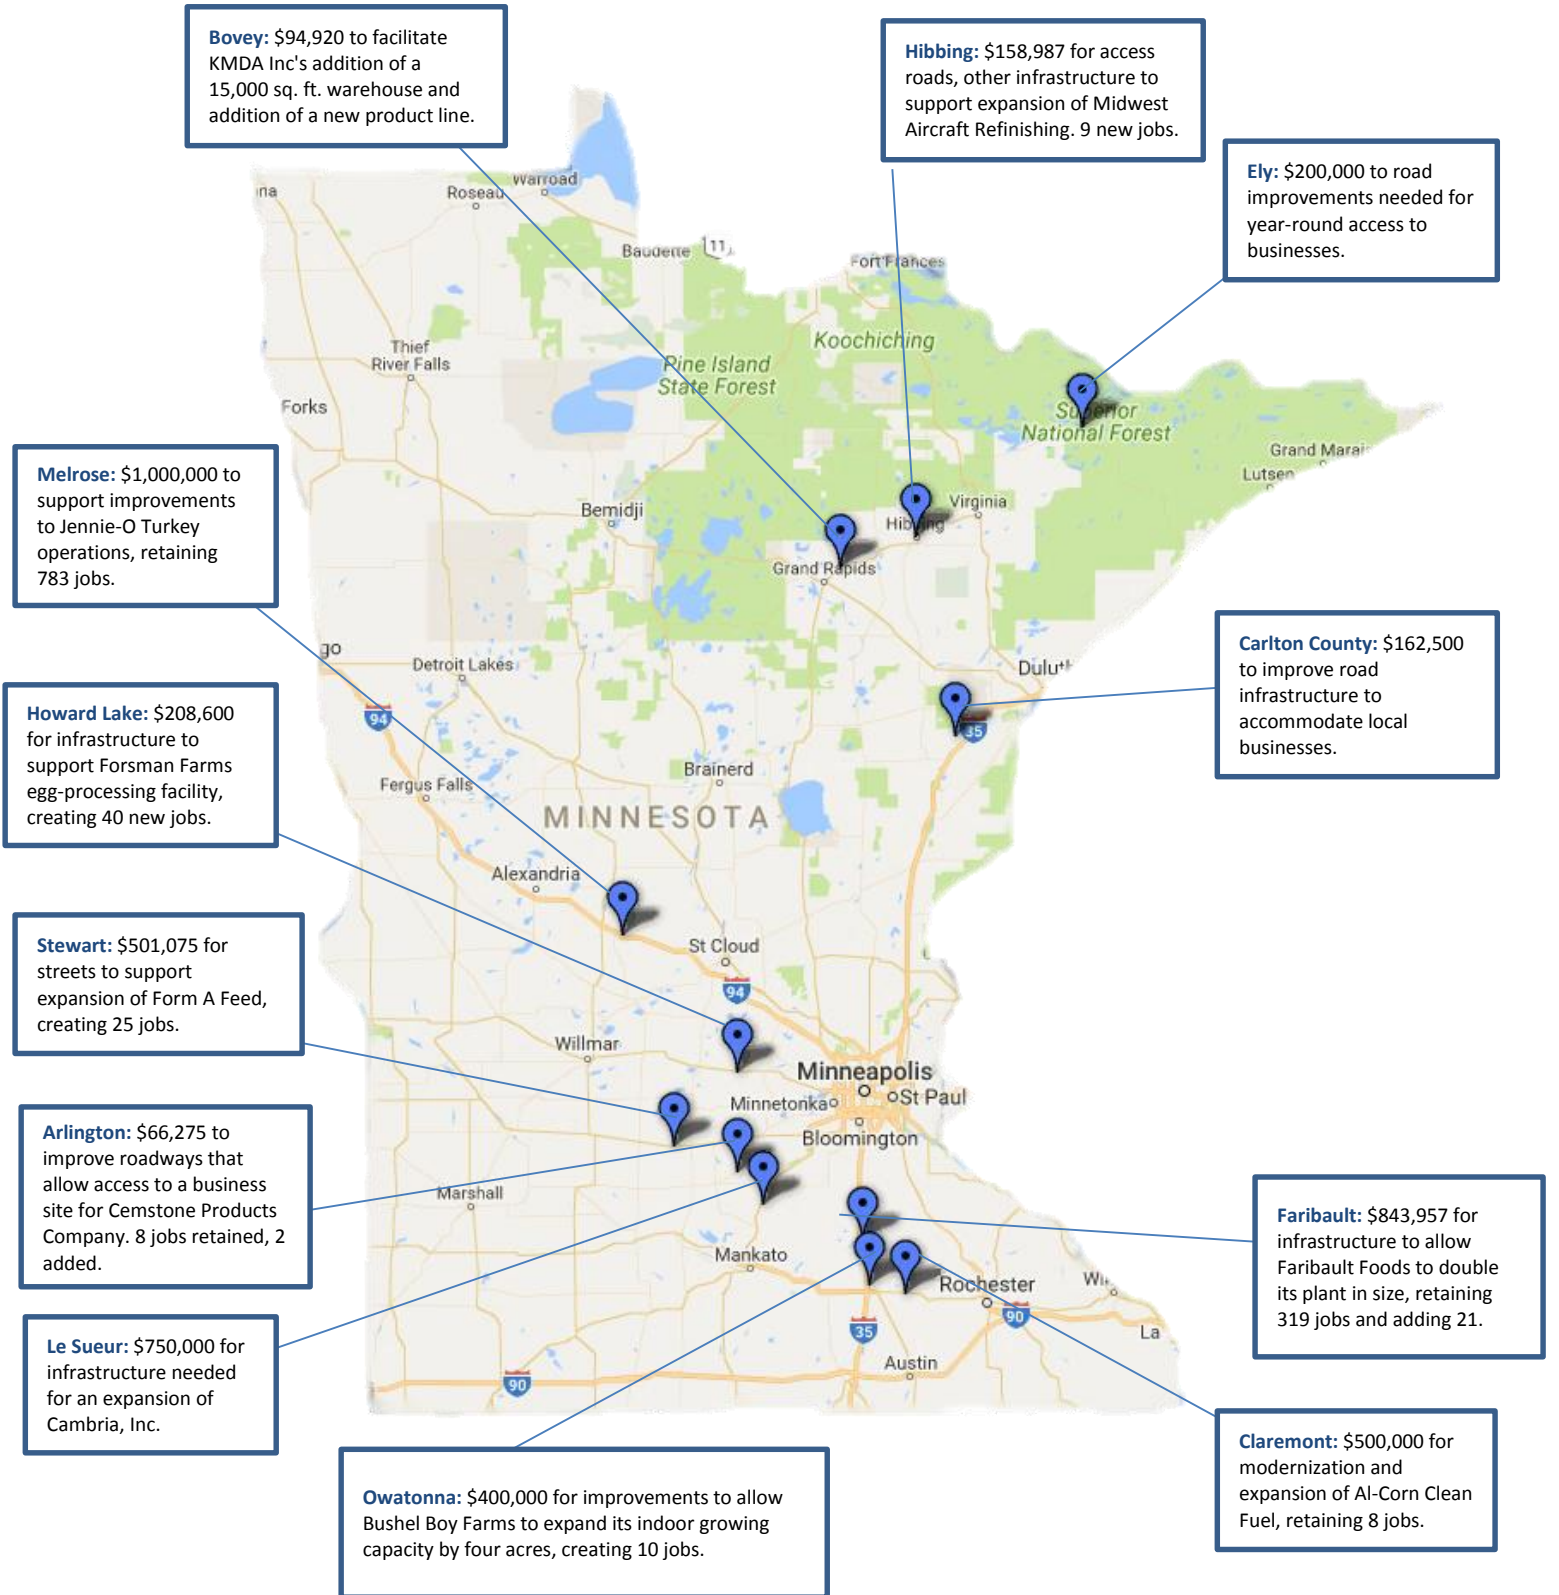 Bovey: $94,920 to facilitate
KMDA Inc's addition of a
15,000 sq. ft. warehouse and
addition of a new product line.
Hibbing: $158,987 for access
roads, other infrastructure to
support expansion of Midwest
Aircraft Refinishing. 9 new jobs.
Ely: $200,000 to road
improvements needed for
year-round access to
businesses.
na
Roseau
Warroad
Baudette
11
Fort Frances
Thief
River Falls
Koochiching
Pine Island
State Forest
Forks
Superior
National Forest
Grand Marai
Lutsen
Melrose: $1,000,000 to
support improvements
to Jennie-O Turkey
operations, retaining
783 jobs.
Bemidji
Virginia
Hibbing
Grand Rapids
Carlton County: $162,500
to improve road
infrastructure to
accommodate local
businesses.
go
Detroit Lakes
Duluth
94
35
Howard Lake: $208,600
for infrastructure to
support Forsman Farms
egg-processing facility,
creating 40 new jobs.
Brainerd
Fergus Falls
MINNESOTA
Alexandria
St Cloud
94
Stewart: $501,075 for
streets to support
expansion of Form A Feed,
creating 25 jobs.
Willmar
Minneapolis
St Paul
Minnetonka
Bloomington
Arlington: $66,275 to
improve roadways that
allow access to a business
site for Cemstone Products
Company. 8 jobs retained, 2
added.
Marshall
Faribault: $843,957 for
infrastructure to allow
Faribault Foods to double
its plant in size, retaining
319 jobs and adding 21.
Mankato
Rochester
Wi
90
La
35
Austin
90
Le Sueur: $750,000 for
infrastructure needed
for an expansion of
Cambria, Inc.
Claremont: $500,000 for
modernization and
expansion of Al-Corn Clean
Fuel, retaining 8 jobs.
Owatonna: $400,000 for improvements to allow
Bushel Boy Farms to expand its indoor growing
capacity by four acres, creating 10 jobs.